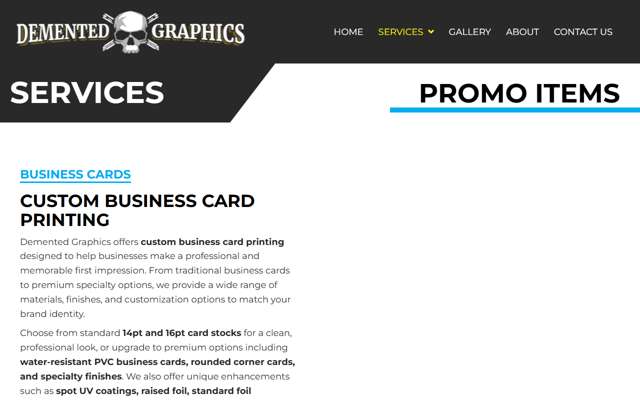 DEMENTED GRAPHICS
HOME SERVICES GALLERY ABOUT CONTACT US
SERVICES
PROMO ITEMS
BUSINESS CARDS
CUSTOM BUSINESS CARD
PRINTING
Demented Graphics offers custom business card printing
designed to help businesses make a professional and
memorable first impression. From traditional business cards
to premium specialty options, we provide a wide range of
materials, finishes, and customization options to match your
brand identity.
Choose from standard 14pt and 16pt card stocks for a clean,
professional look, or upgrade to premium options including
water-resistant PVC business cards, rounded corner cards,
and specialty finishes. We also offer unique enhancements
such as spot UV coatings, raised foil, standard foil